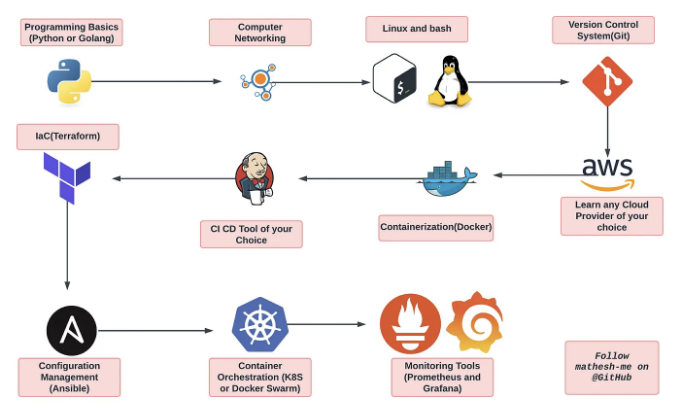 Programming Basics
(Python or Golang)
Computer
Networking
Linux and bash
Version Control
System(Git)
$_
IaC(Terraform)
aws
CI CD Tool of your
Choice
Containerization(Docker)
Learn any Cloud
Provider of your
choice
Configuration
Management
(Ansible)
Container
Orchestration (K8S
or Docker Swarm)
Monitoring Tools
(Prometheus and
Grafana)
Follow
mathesh-me on
@GitHub